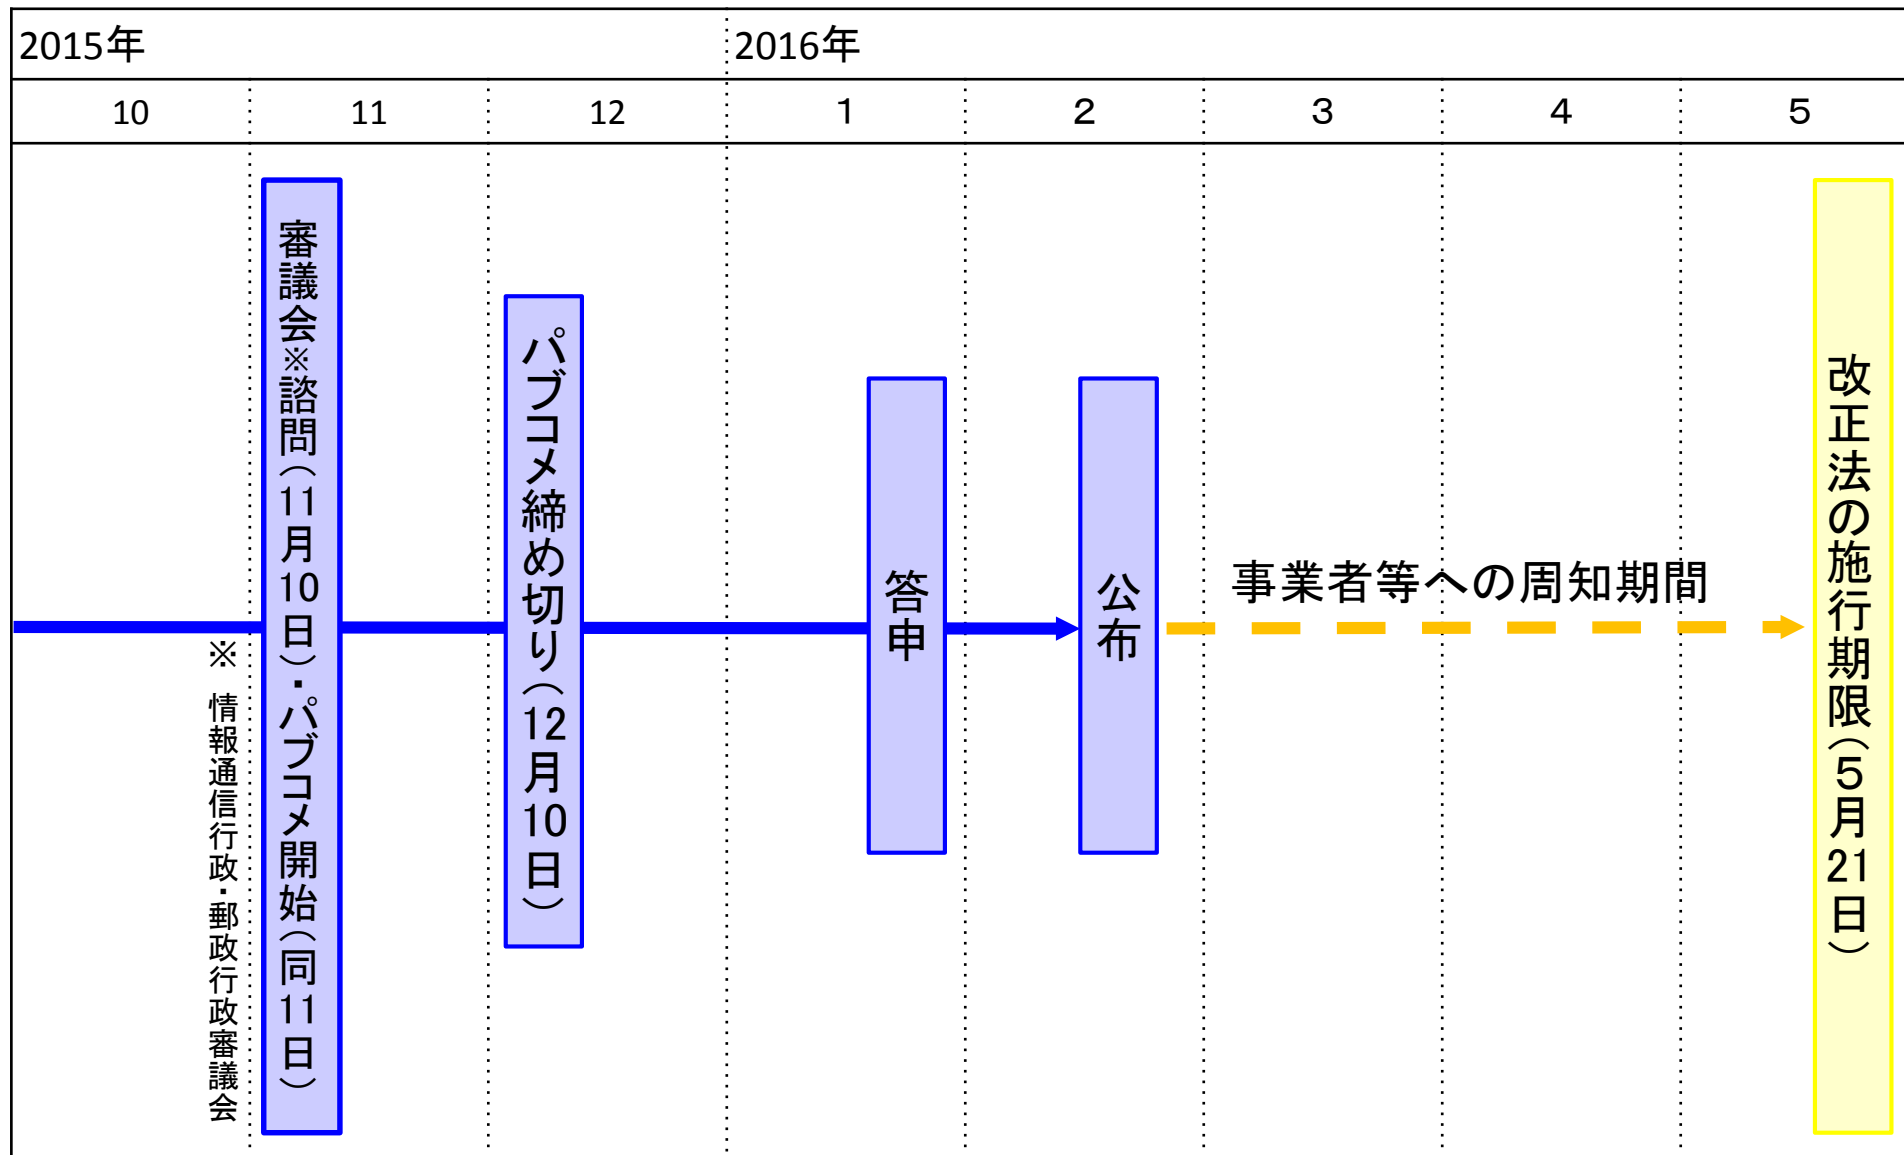 2015年
2016年
10
11
12
１
２
３
４
５
審議会※諮問（11月10日）・パブコメ開始（同11日）
パブコメ締め切り（12月10日）
答申
公布
事業者等への周知期間
改正法の施行期限（５月21日）
※ 情報通信行政・郵政行政審議会